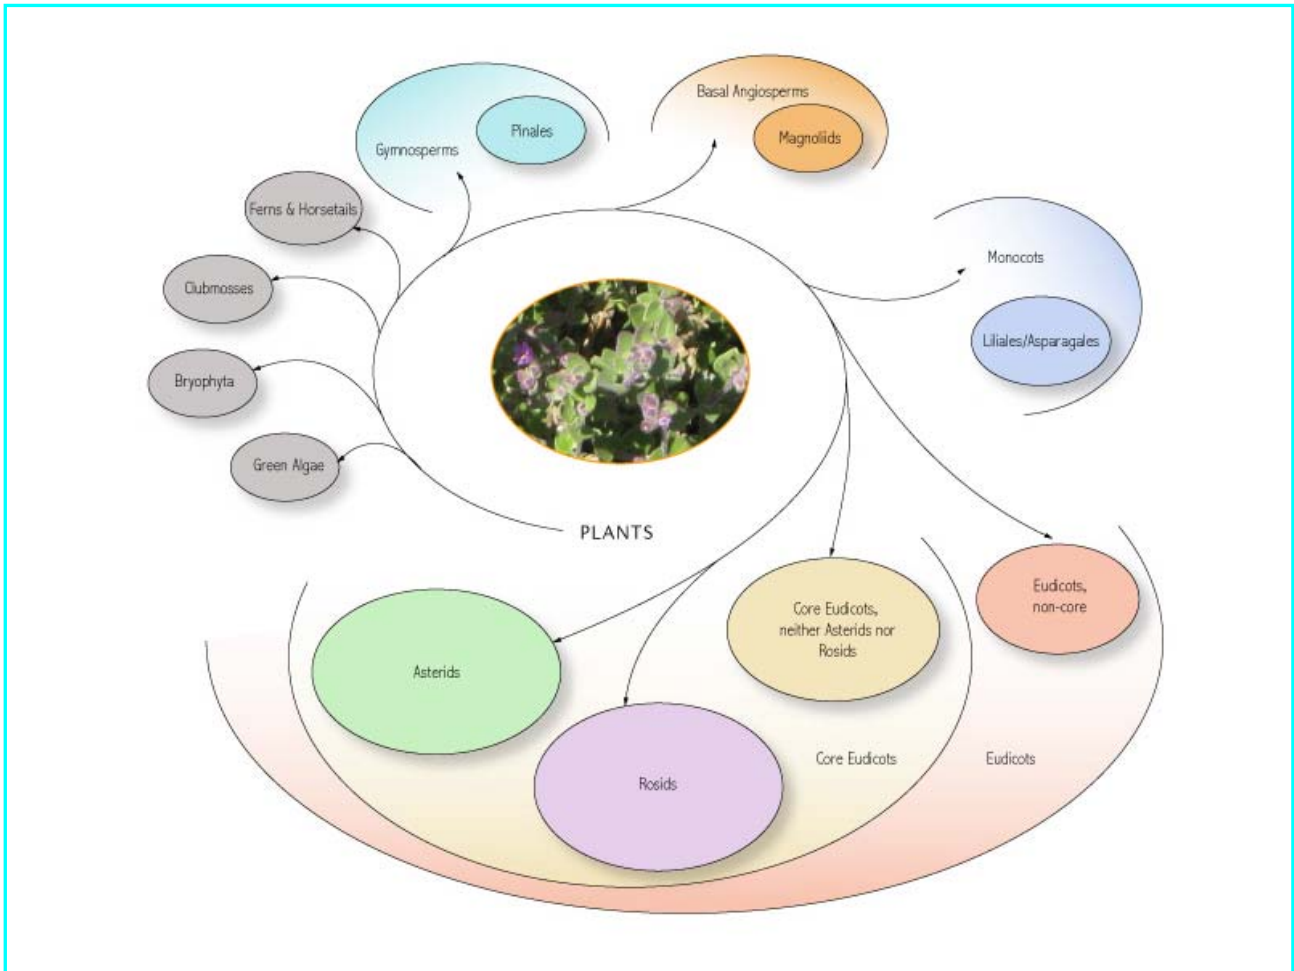 Basal Angiosperms
Pinales
Magnoliids
Gymnosperms
Ferns & Horsetails
Monocots
Clubmosses
Liliales/Asparagales
Bryophyta
Green Algae
PLANTS
Eudicots,
non-core
Core Eudicots,
neither Asterids nor
Rosids
Asterids
Rosids
Core Eudicots
Eudicots